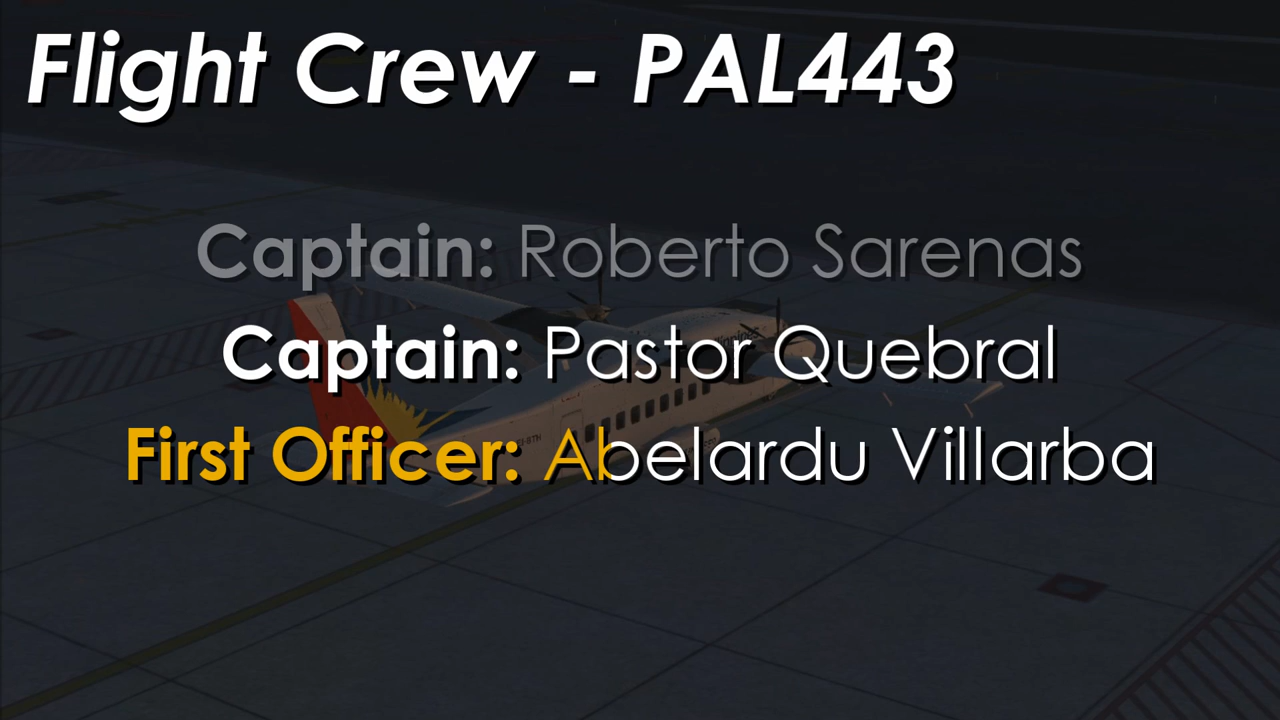 Flight Crew - PAL443
Captain: Roberto Sarenas
Captain: Pastor Quebral
First Officer: Abelardu Villarba